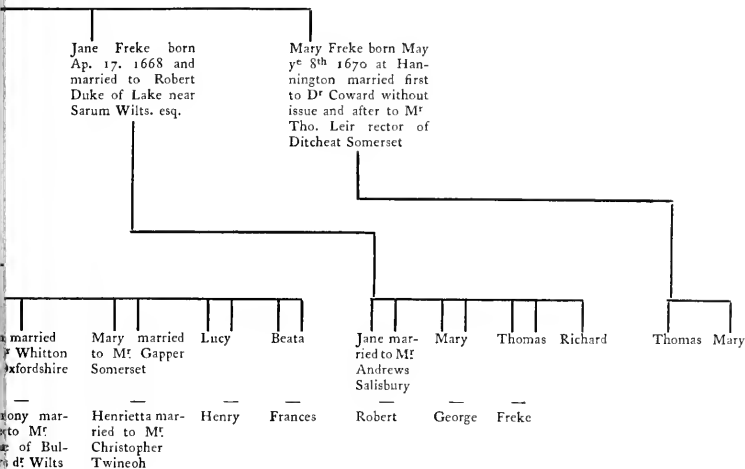 Jane Freke born
Ap. 17. 1668 and
married to Robert
Duke of Lake near
Sarum Wilts. esq.
Mary Freke born May
yᵉ 8ᵗʰ 1670 at Han-
nington married first
to Dʳ Coward without
issue and after to Mʳ
Tho. Leir rector of
Ditcheat Somerset
married
Whitton
Oxfordshire
Mary married
to Mʳ. Gapper
Somerset
Lucy
Beata
Jane mar-
ried to Mʳ.
Andrews
Salisbury
Mary
Thomas
Richard
Thomas
Mary
mar-
to Mʳ.
of Bul-
dʳ. Wilts
Henrietta mar-
ried to Mʳ.
Christopher
Twineoh
Henry
Frances
Robert
George
Freke